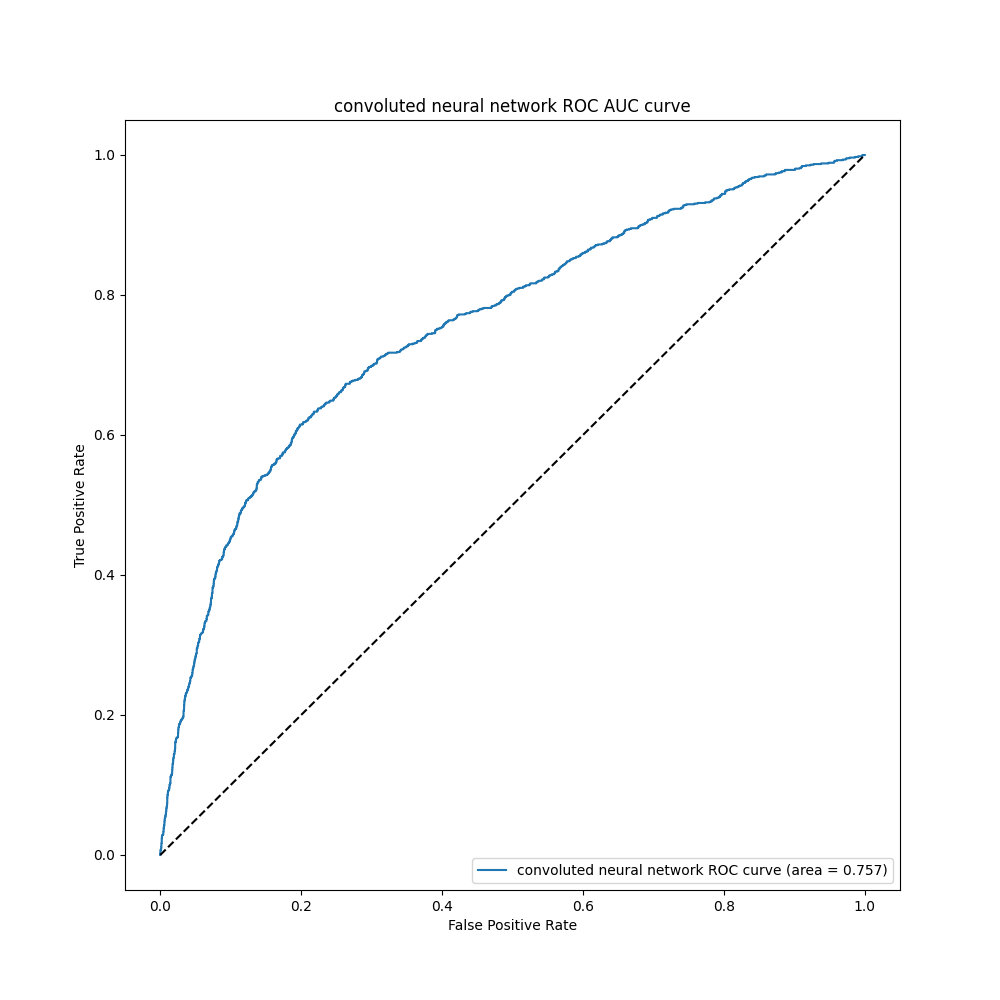 convoluted neural network ROC AUC curve
True Positive Rate
1.0
0.8
0.6
0.4
0.2
0.0
convoluted neural network ROC curve (area = 0.757)
0.0 0.2 0.4 0.6 0.8 1.0
False Positive Rate